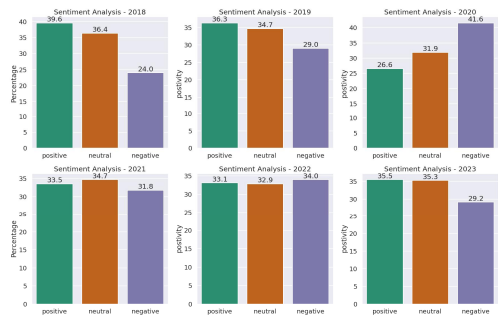 Sentiment Analysis - 2018
39.6
36.4
24.0
Percentage
40
35
30
25
20
15
10
5
0
positive
neutral
negative
Sentiment Analysis - 2019
36.3
34.7
29.0
postivity
35
30
25
20
15
10
5
0
positive
neutral
negative
Sentiment Analysis - 2020
26.6
31.9
41.6
postivity
40
35
30
25
20
15
10
5
0
positive
neutral
negative
Sentiment Analysis - 2021
33.5
34.7
31.8
Percentage
35
30
25
20
15
10
5
0
positive
neutral
negative
Sentiment Analysis - 2022
33.1
32.9
34.0
postivity
35
30
25
20
15
10
5
0
positive
neutral
negative
Sentiment Analysis - 2023
35.5
35.3
29.2
postivity
35
30
25
20
15
10
5
0
positive
neutral
negative